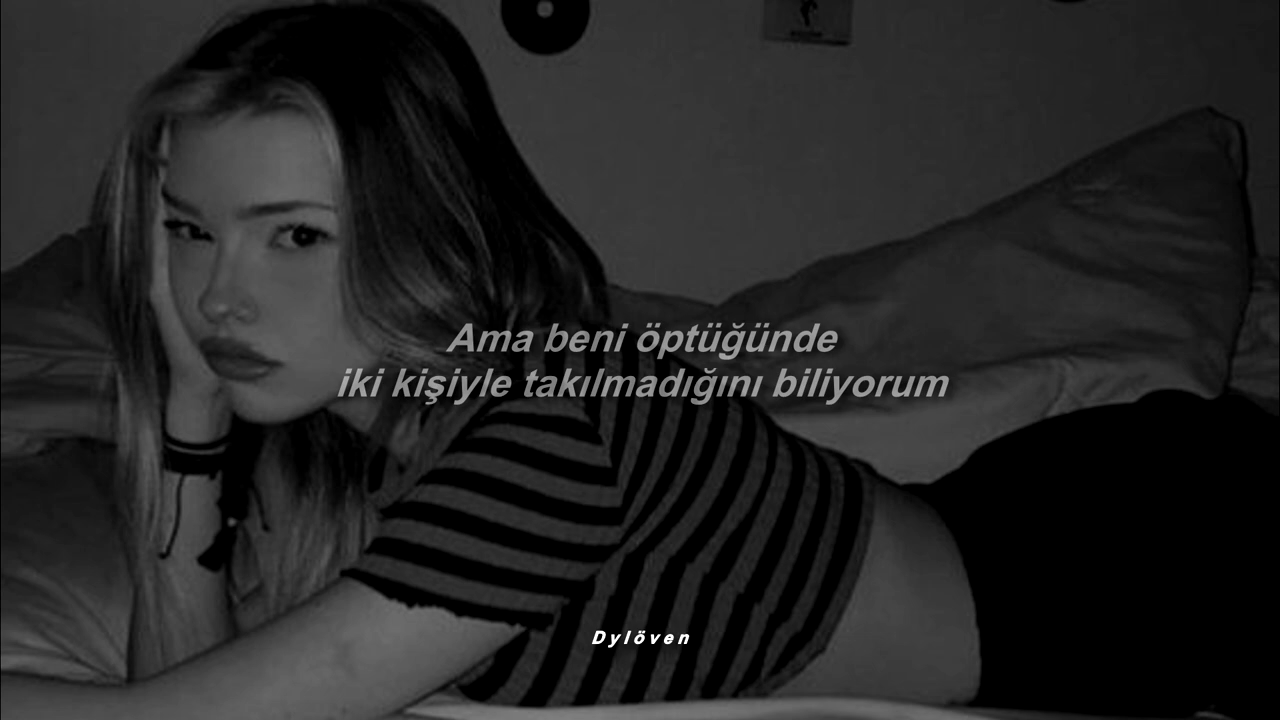 Ama beni öptüğünde
iki kişiyle takılmadığını biliyorum
Dylöven